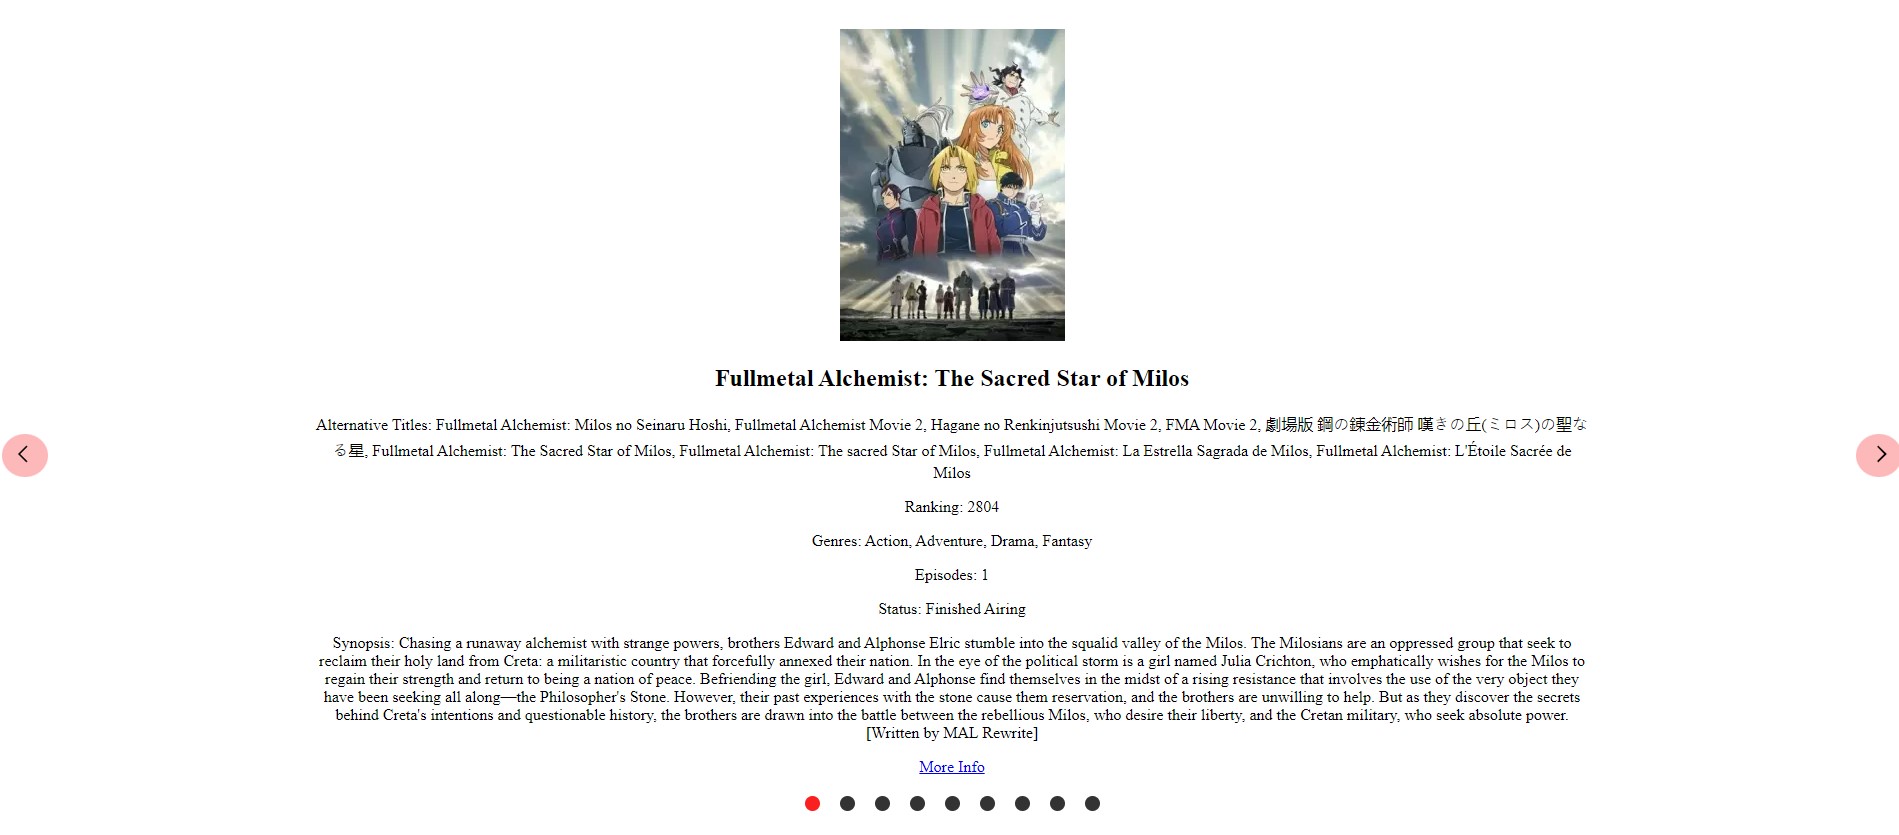 Fullmetal Alchemist: The Sacred Star of Milos
Alternative Titles: Fullmetal Alchemist: Milos no Seinaru Hoshi, Fullmetal Alchemist Movie 2, Hagane no Renkinjutsushi Movie 2, FMA Movie 2, 劇場版 鋼の錬金術師 嘆きの丘(ミロス)の聖な
る星, Fullmetal Alchemist: The Sacred Star of Milos, Fullmetal Alchemist: The sacred Star of Milos, Fullmetal Alchemist: La Estrella Sagrada de Milos, Fullmetal Alchemist: L'Étoile Sacrée de
Milos
Ranking: 2804
Genres: Action, Adventure, Drama, Fantasy
Episodes: 1
Status: Finished Airing
Synopsis: Chasing a runaway alchemist with strange powers, brothers Edward and Alphonse Elric stumble into the squalid valley of the Milos. The Milosians are an oppressed group that seek to
reclaim their holy land from Creta: a militaristic country that forcefully annexed their nation. In the eye of the political storm is a girl named Julia Crichton, who emphatically wishes for the Milos to
regain their strength and return to being a nation of peace. Befriending the girl, Edward and Alphonse find themselves in the midst of a rising resistance that involves the use of the very object they
have been seeking all along—the Philosopher's Stone. However, their past experiences with the stone cause them reservation, and the brothers are unwilling to help. But as they discover the secrets
behind Creta's intentions and questionable history, the brothers are drawn into the battle between the rebellious Milos, who desire their liberty, and the Cretan military, who seek absolute power.
[Written by MAL Rewrite]
More Info